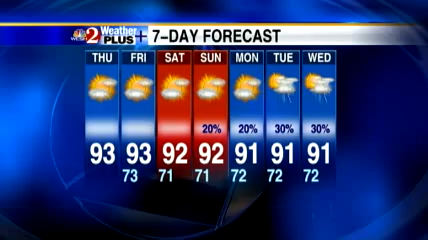 WESH 2 Weather PLUS + 7-DAY FORECAST
THU FRI SAT SUN MON TUE WED
20% 20% 30% 30%
93 93 92 92 91 91 91
73 71 71 72 72 72